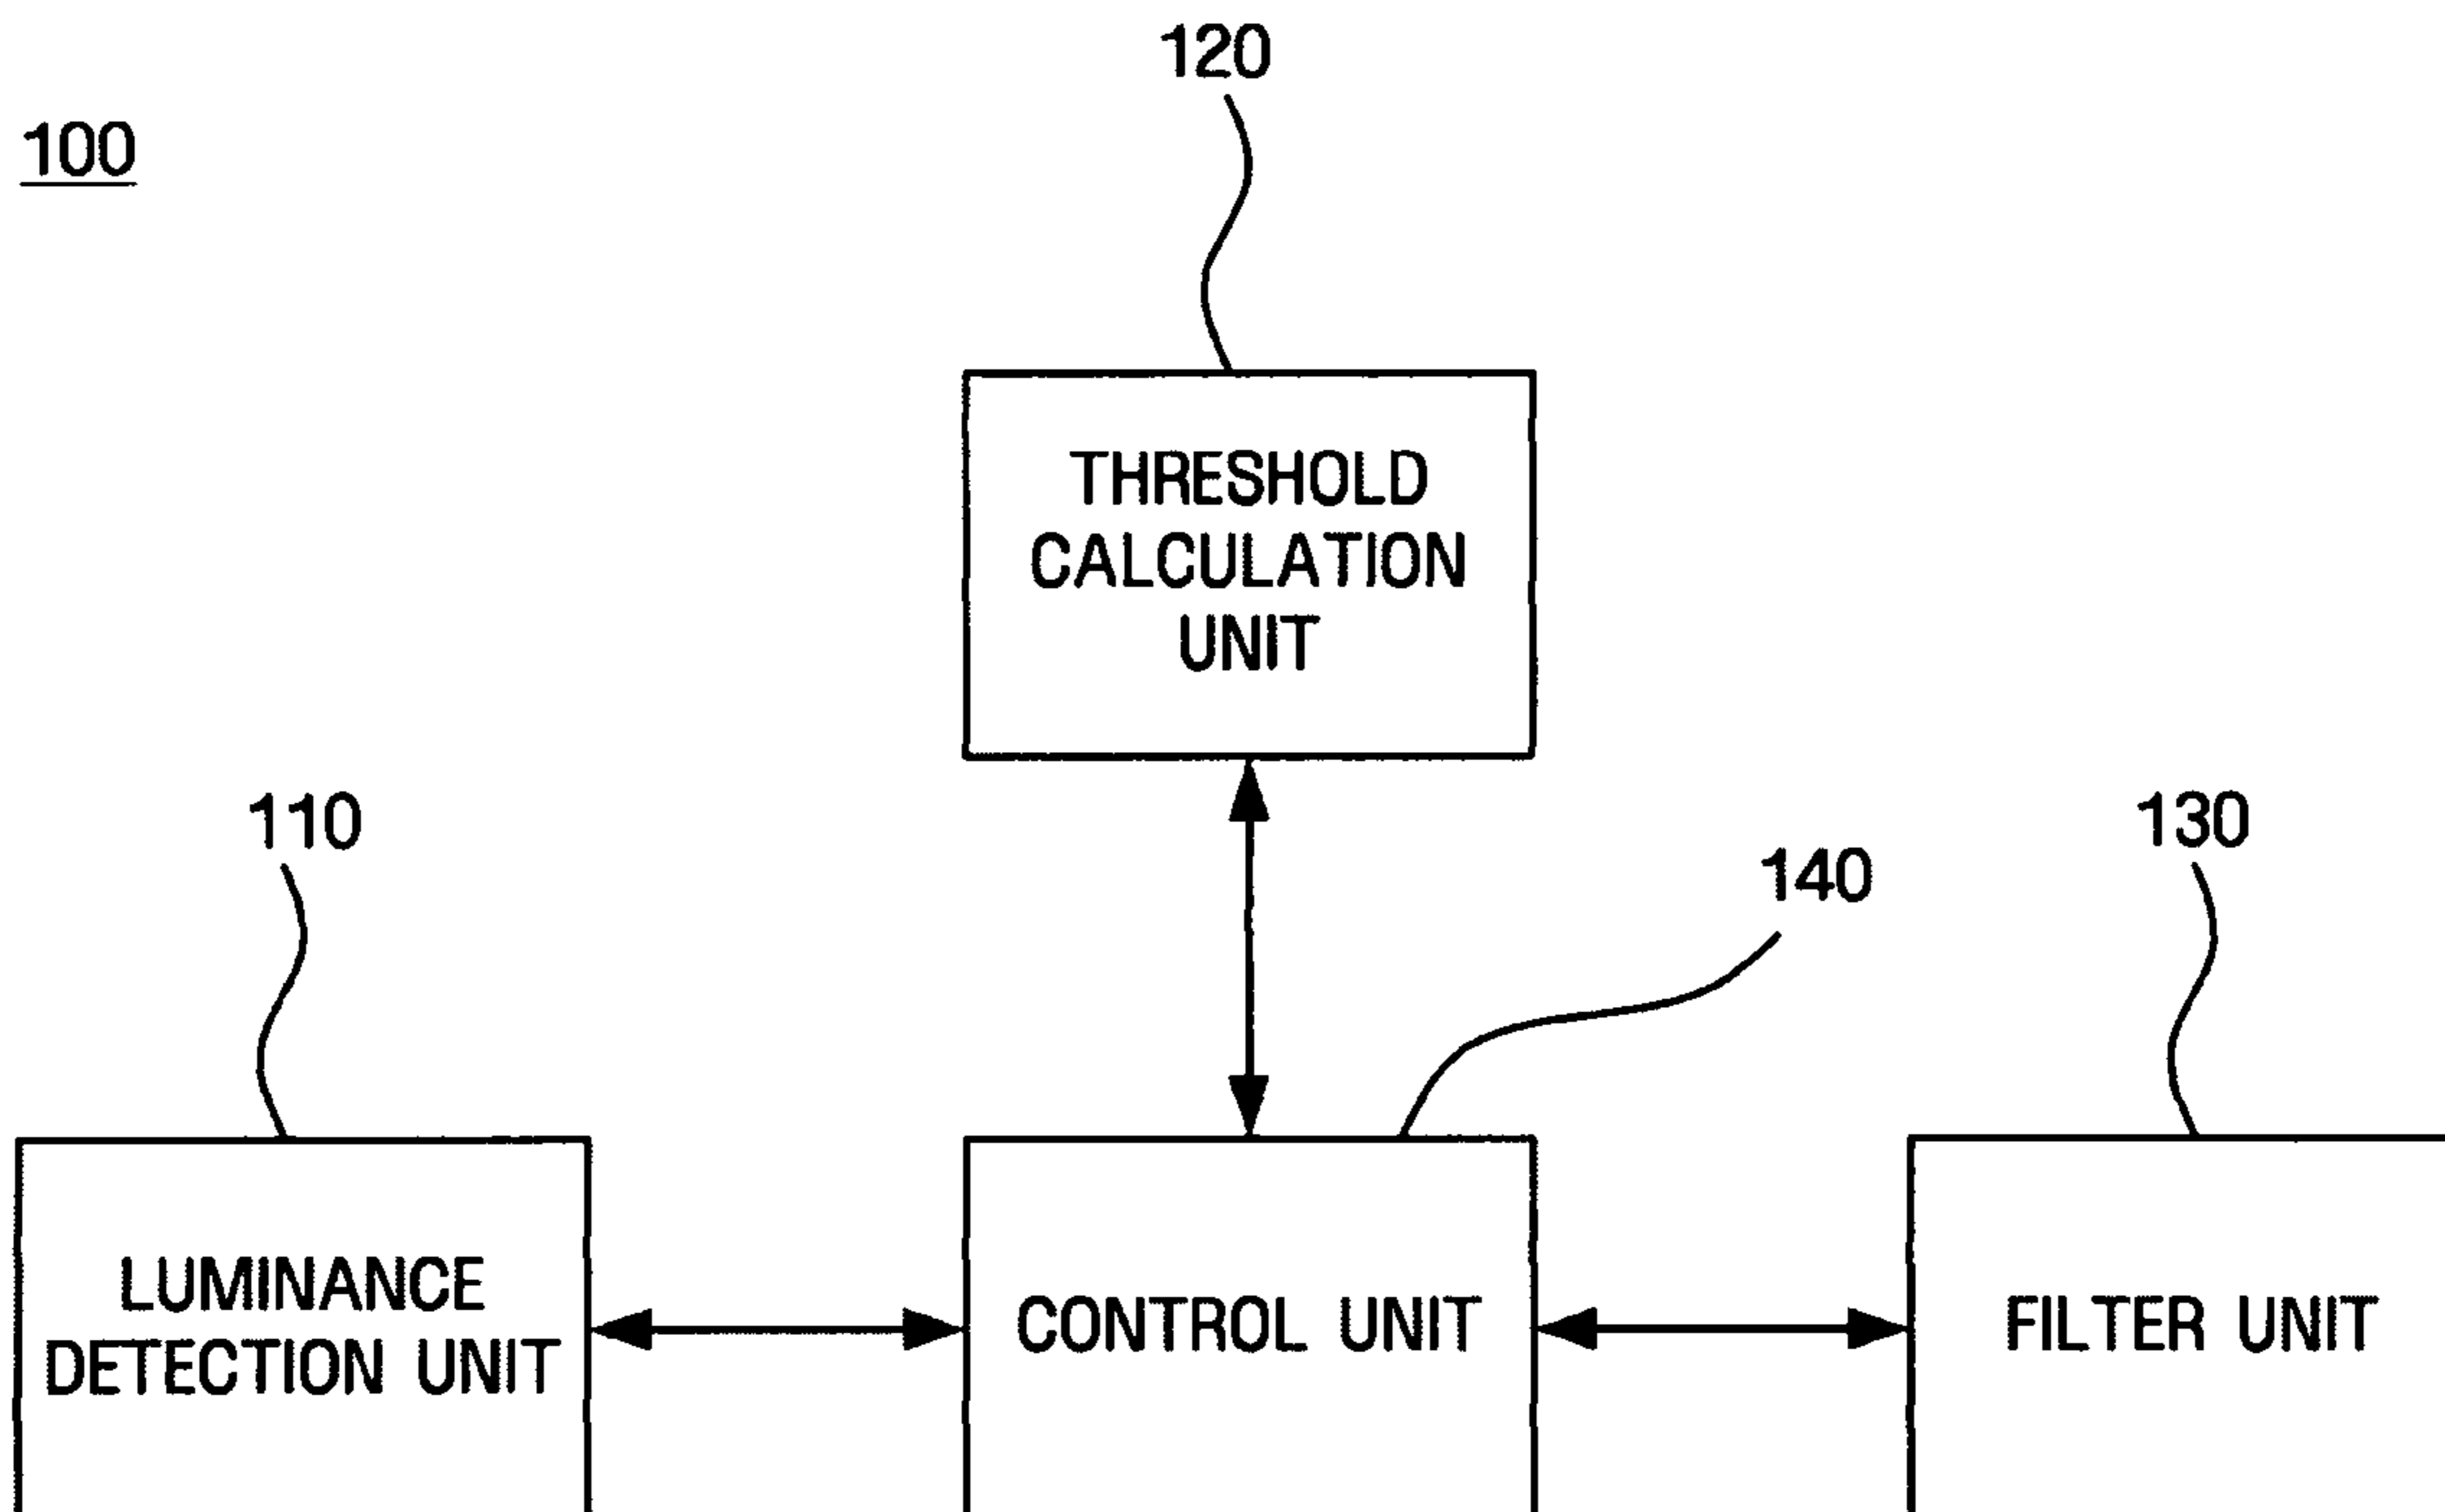 120
100
THRESHOLD
CALCULATION
UNIT
110
130
140
LUMINANCE
DETECTION UNIT
CONTROL UNIT
FILTER UNIT